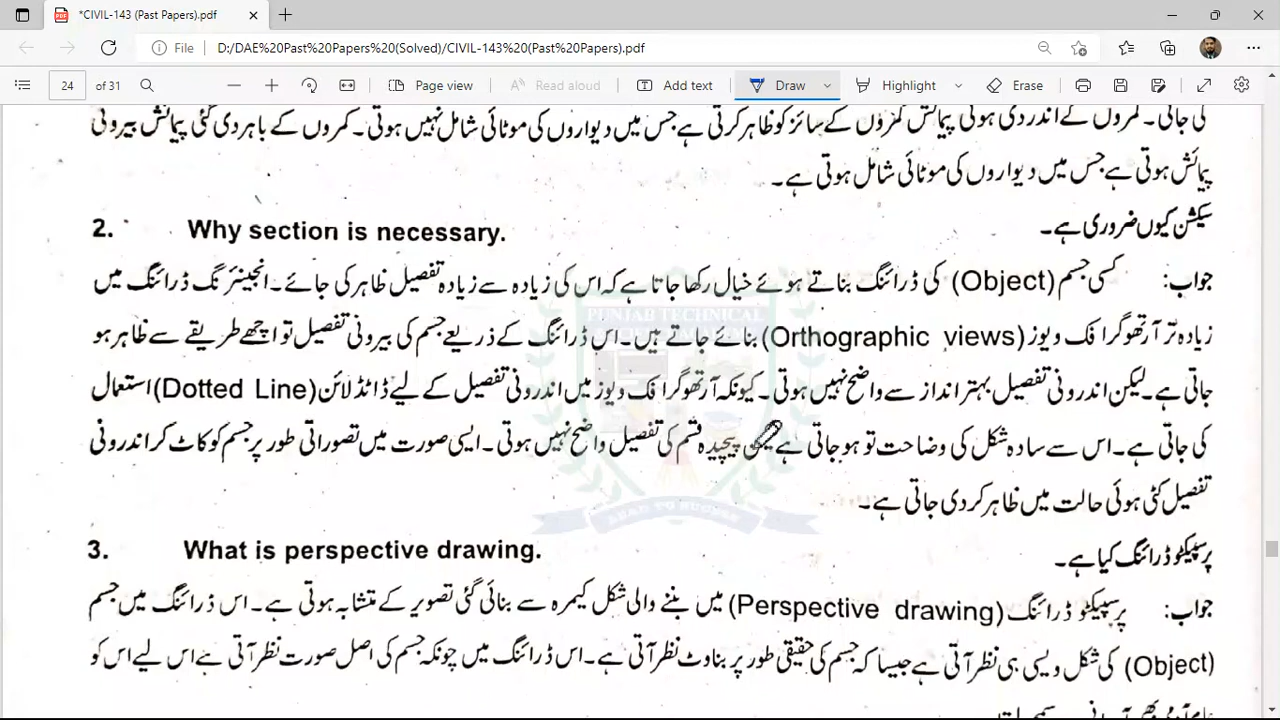 *CIVIL-143 (Past Papers).pdf
File D:/DAE%20Past%20Papers%20(Solved)/CIVIL-143%20(Past%20Papers).pdf
24 of 31 Page view Read aloud Add text Draw Highlight Erase
کی جاتی۔ کمروں کے اندر دی ہوئی پیمائش کمروں کے سائز کو ظاہر کرتی ہے جس میں دیواروں کی موٹائی شامل نہیں ہوتی۔ کمروں کے باہر دی گئی پیمائش بیرونی
پیمائش ہوتی ہے جس میں دیواروں کی موٹائی شامل ہوتی ہے۔
سیکشن کیوں ضروری ہے۔
2. Why section is necessary.
جواب: کسی جسم (Object) کی ڈرائنگ بناتے ہوئے خیال رکھا جاتا ہے کہ اس کی زیادہ سے زیادہ تفصیل ظاہر کی جائے۔ انجینئرنگ ڈرائنگ میں
زیادہ تر آرتھوگرافک ویوز (Orthographic views) بنائے جاتے ہیں۔ اس ڈرائنگ کے ذریعے جسم کی بیرونی تفصیل تو اچھے طریقے سے ظاہر ہو
جاتی ہے۔ لیکن اندرونی تفصیل بہتر انداز سے واضح نہیں ہوتی۔ کیونکہ آرتھوگرافک ویوز میں اندرونی تفصیل کے لیے ڈاٹڈ لائن (Dotted Line) استعمال
کی جاتی ہے۔ اس سے سادہ شکل کی وضاحت تو ہو جاتی ہے پیچیدہ قسم کی تفصیل واضح نہیں ہوتی۔ ایسی صورت میں تصوراتی طور پر جسم کو کاٹ کر اندرونی
تفصیل کٹی ہوئی حالت میں ظاہر کر دی جاتی ہے۔
پرسپیکٹو ڈرائنگ کیا ہے۔
3. What is perspective drawing.
جواب: پرسپیکٹو ڈرائنگ (Perspective drawing) میں بننے والی شکل کیمرہ سے بنائی گئی تصویر کے متشابہ ہوتی ہے۔ اس ڈرائنگ میں جسم
(Object) کی شکل ویسی ہی نظر آتی ہے جیسا کہ جسم کی حقیقی طور پر بناوٹ نظر آتی ہے۔ اس ڈرائنگ میں چونکہ جسم کی اصل صورت نظر آتی ہے اس لیے اس کو
PUNJAB TECHNICAL